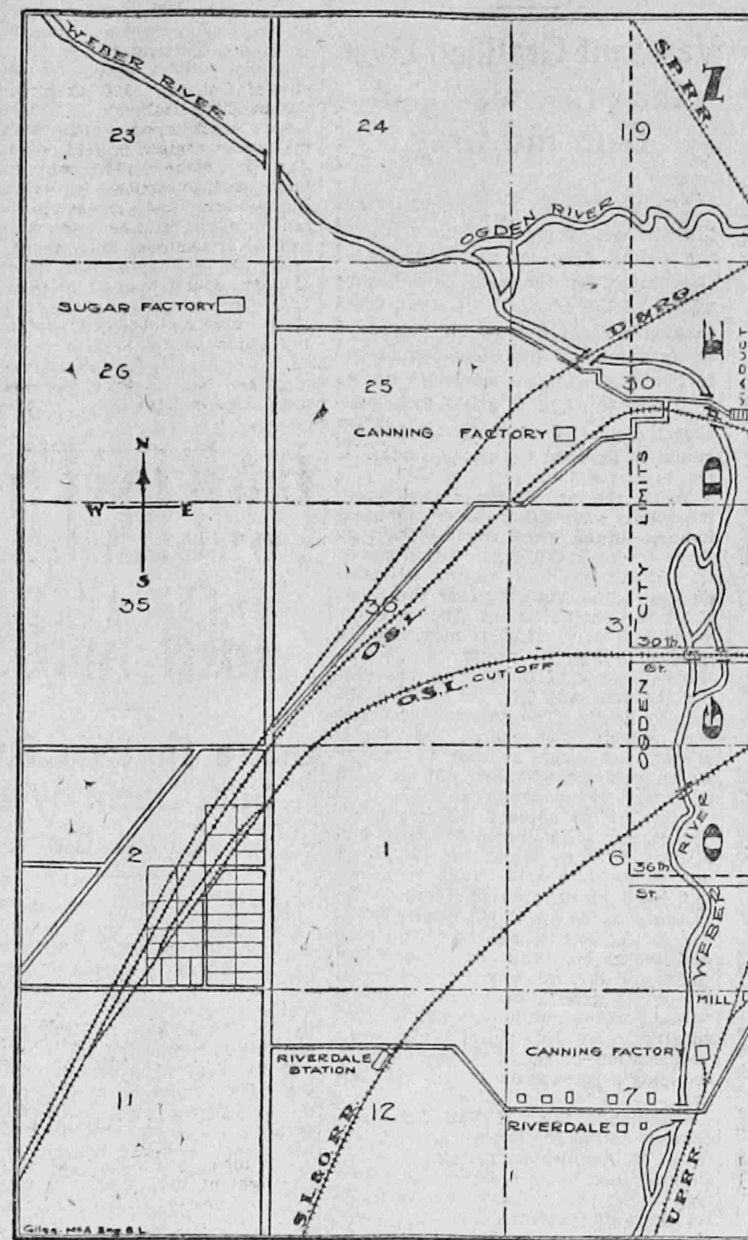 WEBER RIVER
S.P.R.R.
23
24
19
OGDEN RIVER
SUGAR FACTORY
D & R G
VIADUCT
26
25
30
N
CANNING FACTORY
W E
S
OGDEN
OGDEN CITY LIMITS
35
36
O.S.L.
3
30th
St.
O.S.L. CUT OFF
2
1
6
36th
St.
WEBER RIVER
MILL
RIVERDALE
STATION
CANNING FACTORY
11
12
7
RIVERDALE
S.L. & O. R.R.
U.P.R.R.